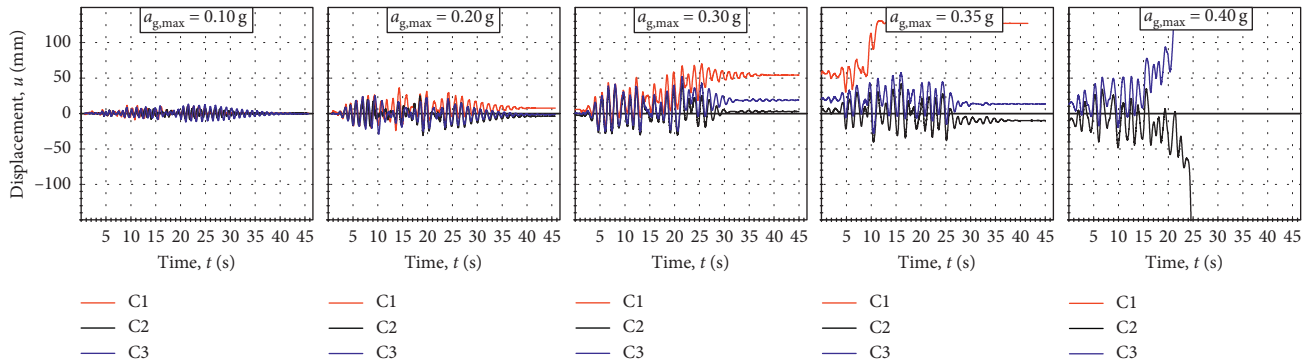 a_g,max = 0.10 g
a_g,max = 0.20 g
a_g,max = 0.30 g
a_g,max = 0.35 g
a_g,max = 0.40 g
Displacement, u (mm)
100
50
0
−50
−100
5 10 15 20 25 30 35 40 45
5 10 15 20 25 30 35 40 45
5 10 15 20 25 30 35 40 45
5 10 15 20 25 30 35 40 45
5 10 15 20 25 30 35 40 45
Time, t (s)
Time, t (s)
Time, t (s)
Time, t (s)
Time, t (s)
C1
C2
C3
C1
C2
C3
C1
C2
C3
C1
C2
C3
C1
C2
C3